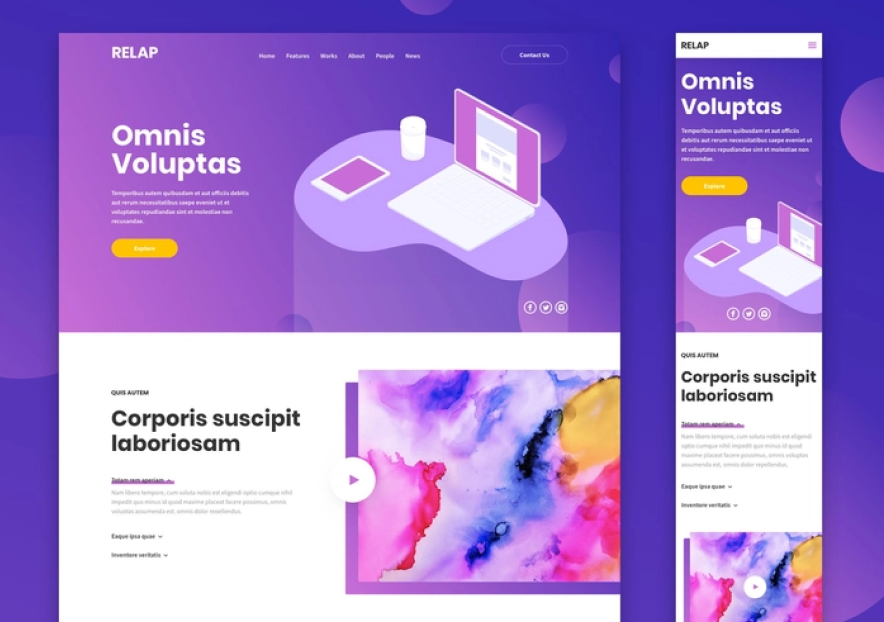 RELAP
Home Features Works About People News
Contact Us
Omnis
Voluptas
Temporibus autem quibusdam et aut officiis debitis
aut rerum necessitatibus saepe eveniet ut et
voluptates repudiandae sint et molestiae non
recusandae.
Explore
QUIS AUTEM
Corporis suscipit
laboriosam
Totam rem aperiam
Nam libero tempore, cum soluta nobis est eligendi optio cumque nihil
impedit quo minus id quod maxime placeat facere possimus, omnis
voluptas assumenda est, omnis dolor repellendus.
Eaque ipsa quae
Inventore veritatis
RELAP
Omnis
Voluptas
Temporibus autem quibusdam et aut officiis
debitis aut rerum necessitatibus saepe eveniet ut
et voluptates repudiandae sint et molestiae non
recusandae.
Explore
QUIS AUTEM
Corporis suscipit
laboriosam
Totam rem aperiam
Nam libero tempore, cum soluta nobis est eligendi
optio cumque nihil impedit quo minus id quod
maxime placeat facere possimus, omnis voluptas
assumenda est, omnis dolor repellendus.
Eaque ipsa quae
Inventore veritatis